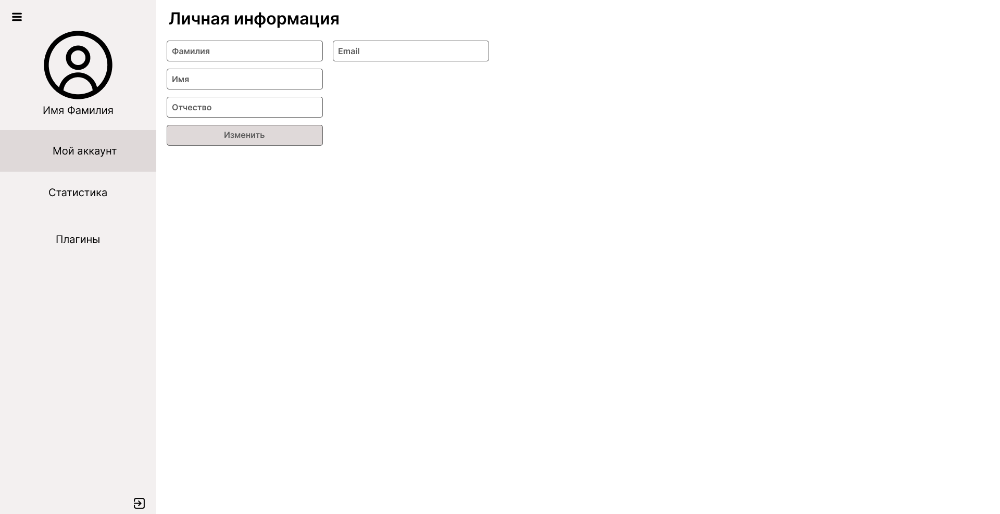 Имя Фамилия
Мой аккаунт
Статистика
Плагины
Личная информация
Фамилия
Email
Имя
Отчество
Изменить